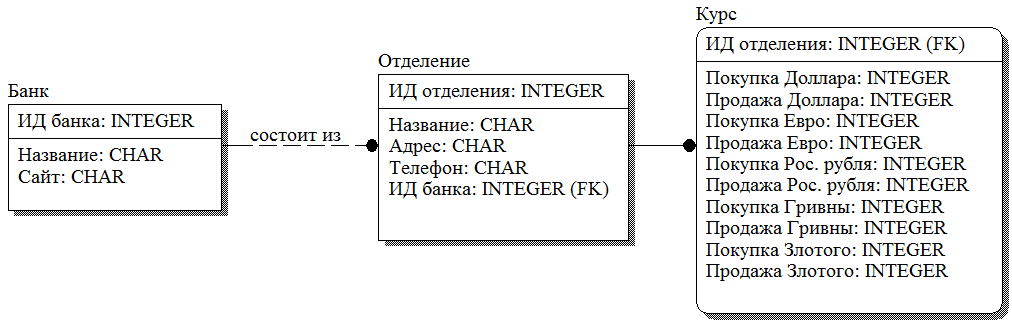 Банк
ИД банка: INTEGER
Название: CHAR
Сайт: CHAR
состоит из
Отделение
ИД отделения: INTEGER
Название: CHAR
Адрес: CHAR
Телефон: CHAR
ИД банка: INTEGER (FK)
Курс
ИД отделения: INTEGER (FK)
Покупка Доллара: INTEGER
Продажа Доллара: INTEGER
Покупка Евро: INTEGER
Продажа Евро: INTEGER
Покупка Рос. рубля: INTEGER
Продажа Рос. рубля: INTEGER
Покупка Гривны: INTEGER
Продажа Гривны: INTEGER
Покупка Злотого: INTEGER
Продажа Злотого: INTEGER